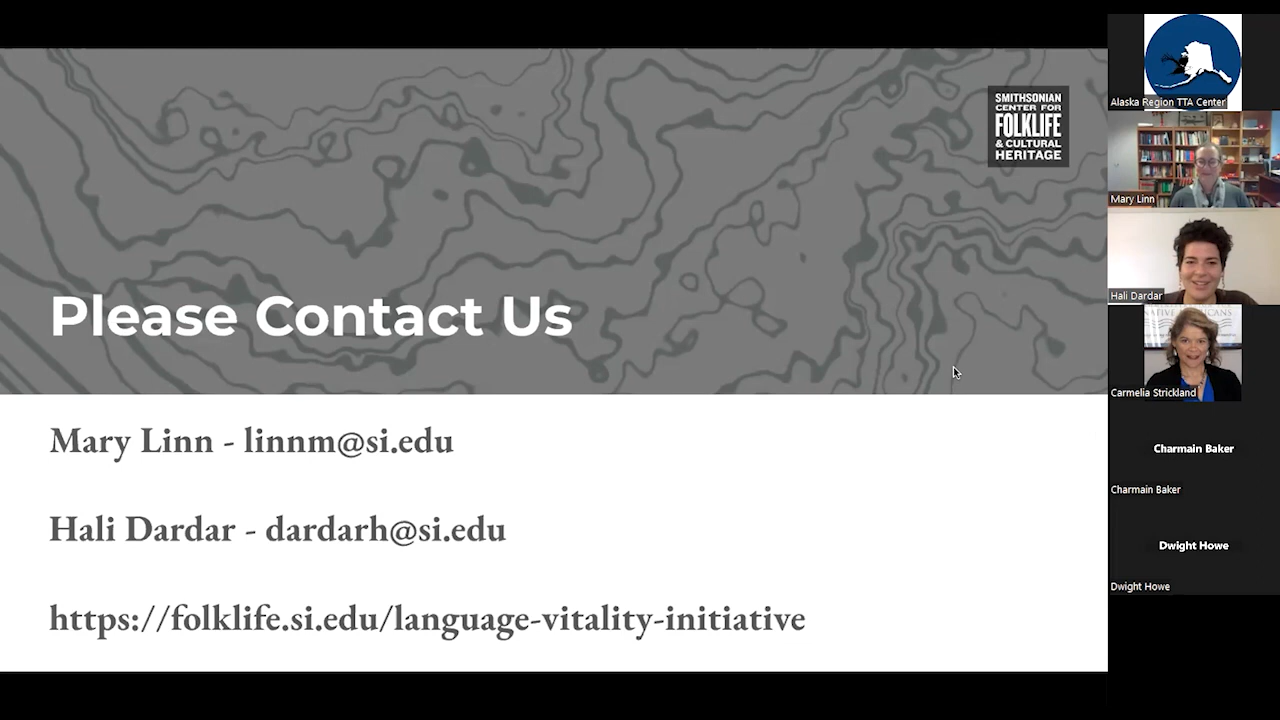 SMITHSONIAN
CENTER FOR
FOLKLIFE
& CULTURAL
HERITAGE
Please Contact Us
Mary Linn - linnm@si.edu
Hali Dardar - dardarh@si.edu
https://folklife.si.edu/language-vitality-initiative
Alaska Region TTA Center
Mary Linn
Hali Dardar
Carmelia Strickland
Charmain Baker
Charmain Baker
Dwight Howe
Dwight Howe